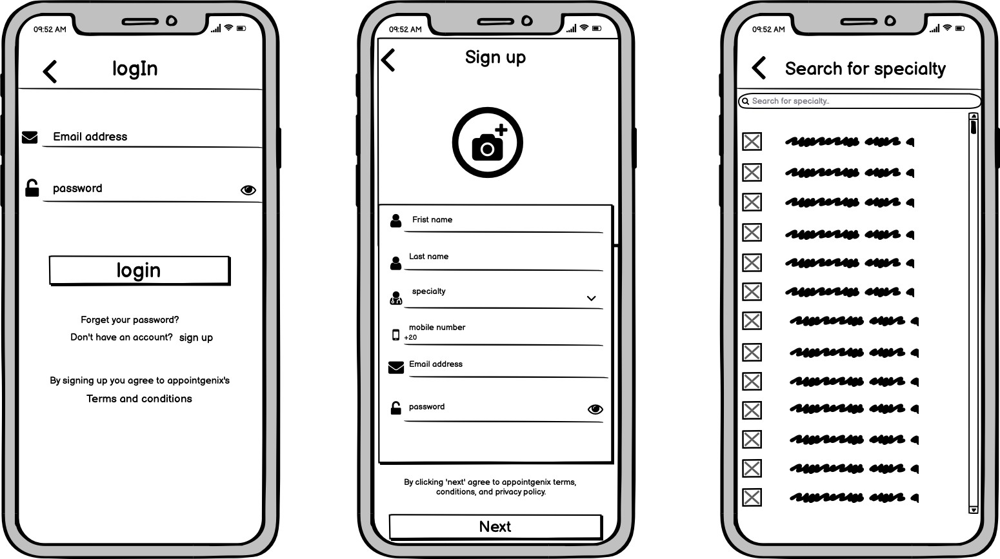 09:52 AM
logIn
Email address
password
login
Forget your password?
Don't have an account? sign up
By signing up you agree to appointgenix's
Terms and conditions
09:52 AM
Sign up
Frist name
Last name
specialty
mobile number
+20
Email address
password
By clicking 'next' agree to appointgenix terms,
conditions, and privacy policy.
Next
09:52 AM
Search for specialty
Search for specialty..